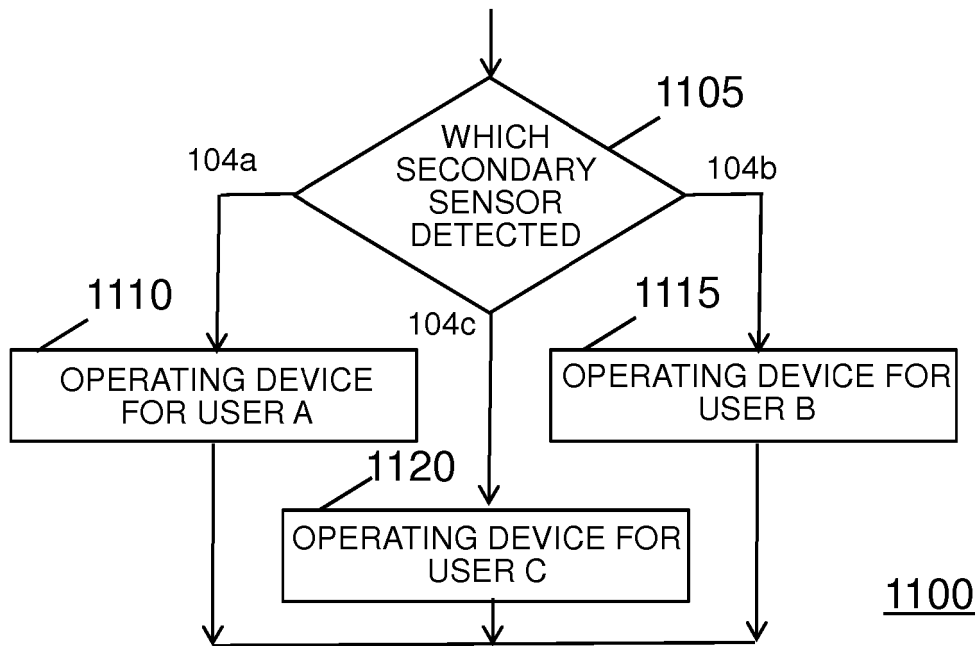 1105
WHICH
SECONDARY
SENSOR
DETECTED
104a
104b
1110
104c
1115
OPERATING DEVICE
FOR USER A
OPERATING DEVICE FOR
USER B
1120
OPERATING DEVICE FOR
USER C
1100